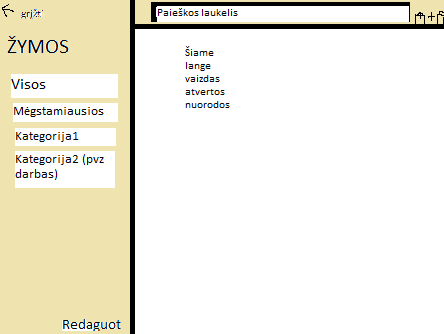 grįžti
Paieškos laukelis
ŽYMOS
Visos
Mėgstamiausios
Kategorija1
Kategorija2 (pvz
darbas)
Redaguot
Šiame
lange
vaizdas
atvertos
nuorodos